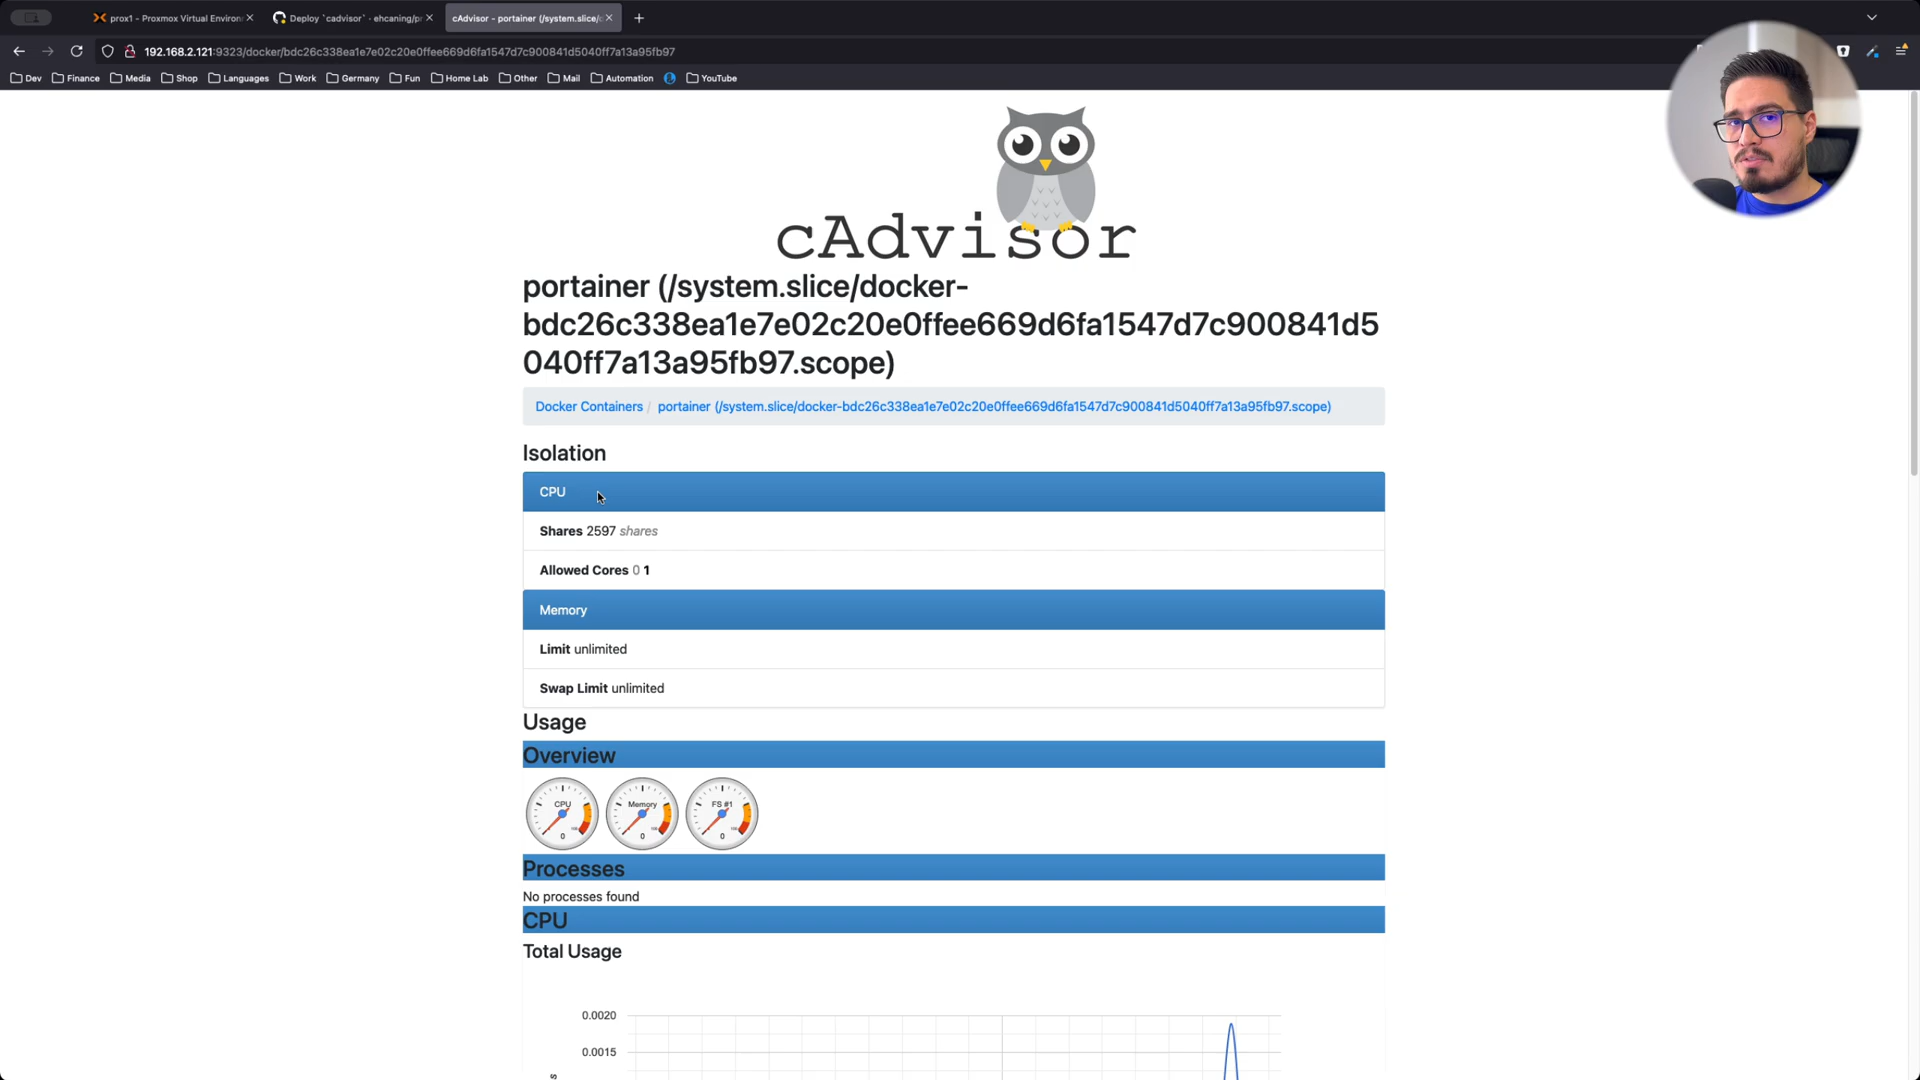 prox1 - Proxmox Virtual Environ
Deploy `cadvisor` · ehcaning/pr
cAdvisor - portainer (/system.slice/d
192.168.2.121:9323/docker/bdc26c338ea1e7e02c20e0ffee669d6fa1547d7c900841d5040ff7a13a95fb97
Dev Finance Media Shop Languages Work Germany Fun Home Lab Other Mail Automation YouTube
cAdvisor
portainer (/system.slice/docker-
bdc26c338ea1e7e02c20e0ffee669d6fa1547d7c900841d5
040ff7a13a95fb97.scope)
Docker Containers / portainer (/system.slice/docker-bdc26c338ea1e7e02c20e0ffee669d6fa1547d7c900841d5040ff7a13a95fb97.scope)
Isolation
CPU
Shares 2597 shares
Allowed Cores 0 1
Memory
Limit unlimited
Swap Limit unlimited
Usage
Overview
CPU Memory FS #1
0 0 0
Processes
No processes found
CPU
Total Usage
0.0020
0.0015